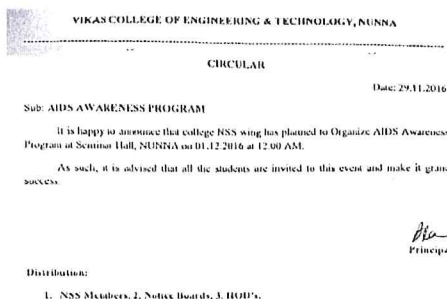 VIKAS COLLEGE OF ENGINEERING & TECHNOLOGY, NUNNA
CIRCULAR
Date: 29.11.2016
Sub: AIDS AWARENESS PROGRAM
It is happy to announce that college NSS wing has planned to Organize AIDS Awareness
Program at Seminar Hall, NUNNA on 01.12.2016 at 12.00 AM.
As such, it is advised that all the students are invited to this event and make it gran
success.
Principa
Distribution:
1. NSS Members, 2. Notice Boards, 3. HOD's.